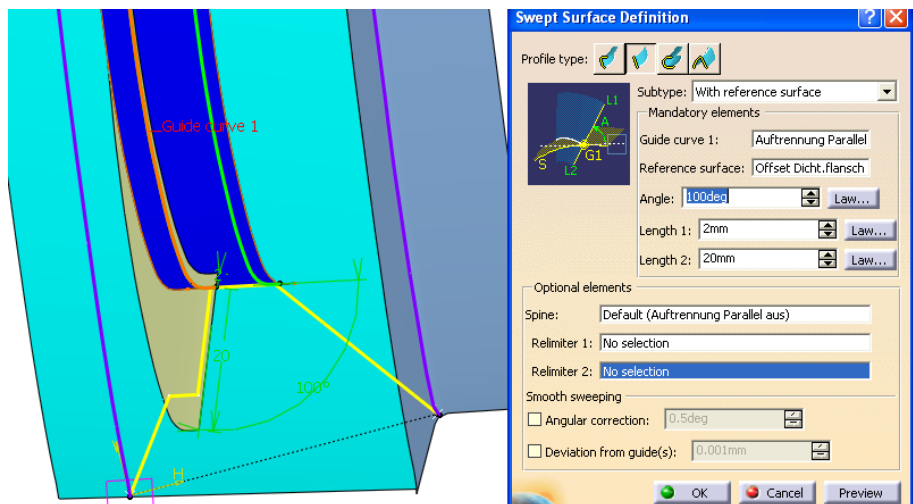 Swept Surface Definition
Profile type:
Subtype: With reference surface
L1
A
G1
S
L2
Mandatory elements
Guide curve 1: Auftrennung Parallel
Reference surface: Offset Dicht.flansch
Angle: 100deg Law...
Length 1: 2mm Law...
Length 2: 20mm Law...
Optional elements
Spine: Default (Auftrennung Parallel aus)
Relimiter 1: No selection
Relimiter 2: No selection
Smooth sweeping
Angular correction: 0.5deg
Deviation from guide(s): 0.001mm
OK Cancel Preview
Guide curve 1
20
100°
H